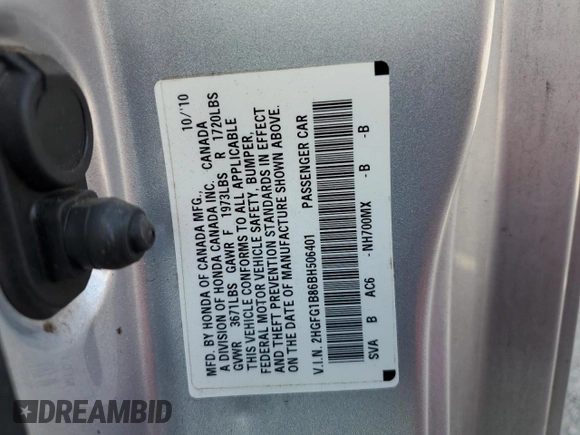 MFD. BY HONDA OF CANADA MFG., 10/'10
A DIVISION OF HONDA CANADA INC. CANADA
GVWR 3671LBS GAWR F 1973LBS R 1720LBS
THIS VEHICLE CONFORMS TO ALL APPLICABLE
FEDERAL MOTOR VEHICLE SAFETY, BUMPER,
AND THEFT PREVENTION STANDARDS IN EFFECT
ON THE DATE OF MANUFACTURE SHOWN ABOVE.
V.I.N. 2HGFG1B86BH506401 PASSENGER CAR
SVA B AC6 -NH700MX -B -B
DREAMBID